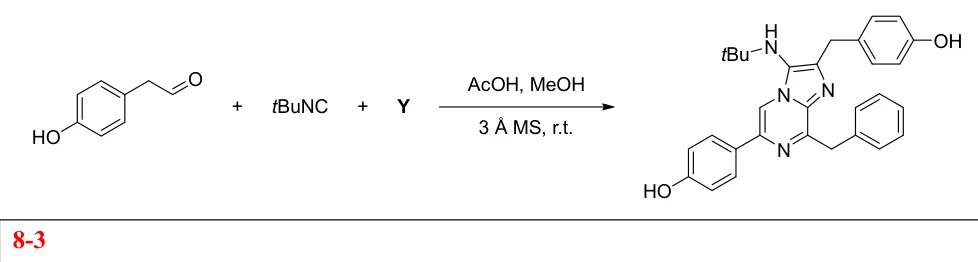 H
tBu N
OH
O
AcOH, MeOH
N
N
+ tBuNC + Y
3 Å MS, r.t.
HO
N
HO
8-3